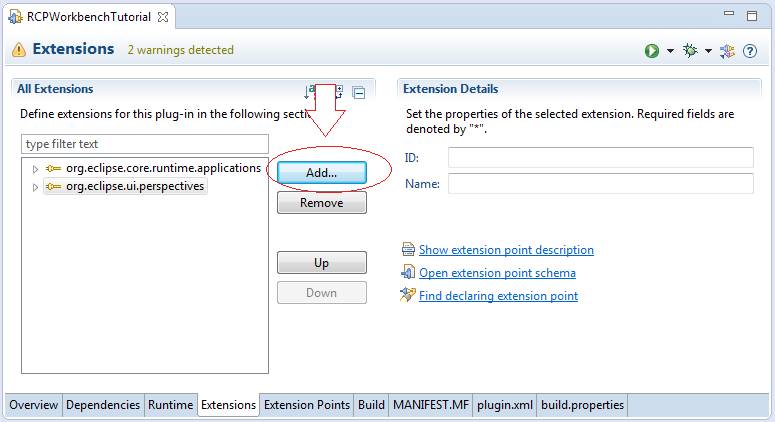 RCPWorkbenchTutorial
Extensions 2 warnings detected
All Extensions
Define extensions for this plug-in in the following
type filter text
org.eclipse.core.runtime.applications
org.eclipse.ui.perspectives
Add...
Remove
Up
Down
Extension Details
Set the properties of the selected extension. Required fields are
denoted by "*".
ID:
Name:
Show extension point description
Open extension point schema
Find declaring extension point
Overview Dependencies Runtime Extensions Extension Points Build MANIFEST.MF plugin.xml build.properties